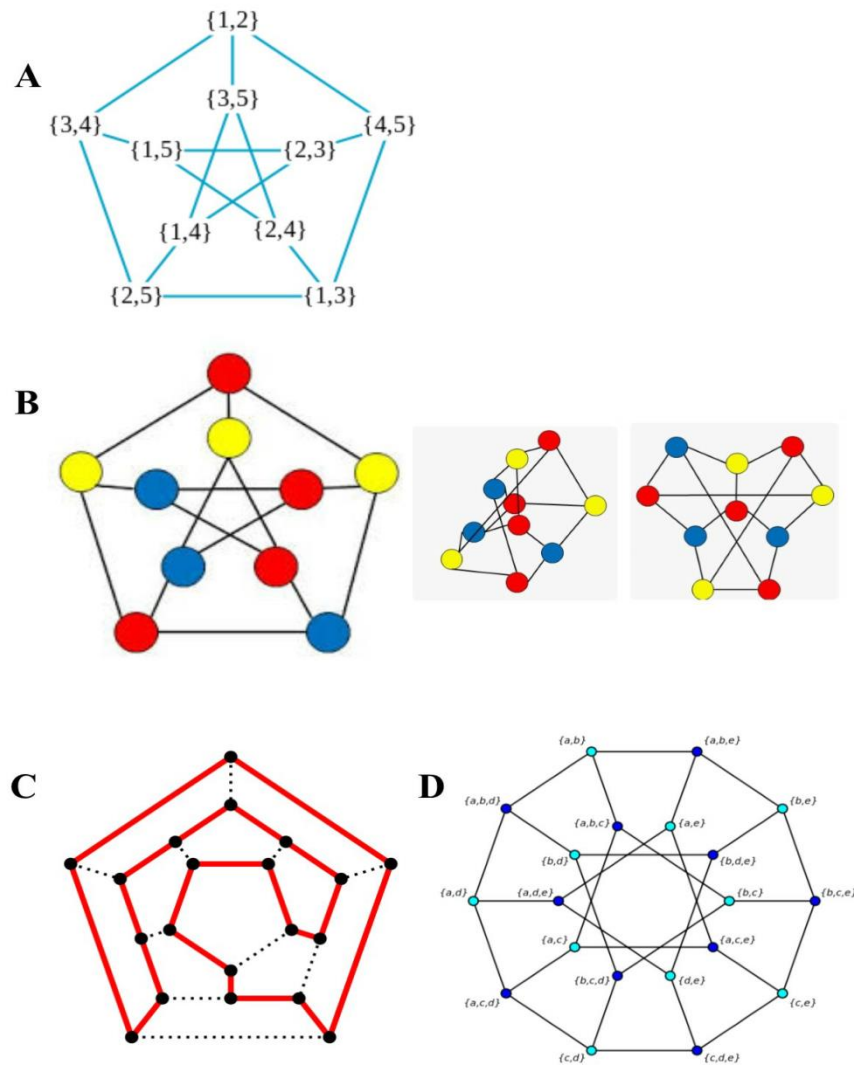 A
{1,2}
{3,5}
{3,4}
{4,5}
{1,5}
{2,3}
{1,4}
{2,4}
{2,5}
{1,3}
B
C
D
{a,b}
{a,b,e}
{a,b,d}
{b,e}
{a,b,c}
{a,e}
{b,d}
{b,d,e}
{a,d}
{a,d,e}
{b,c}
{b,c,e}
{a,c}
{a,c,e}
{a,c,d}
{b,c,d}
{d,e}
{c,e}
{c,d}
{c,d,e}